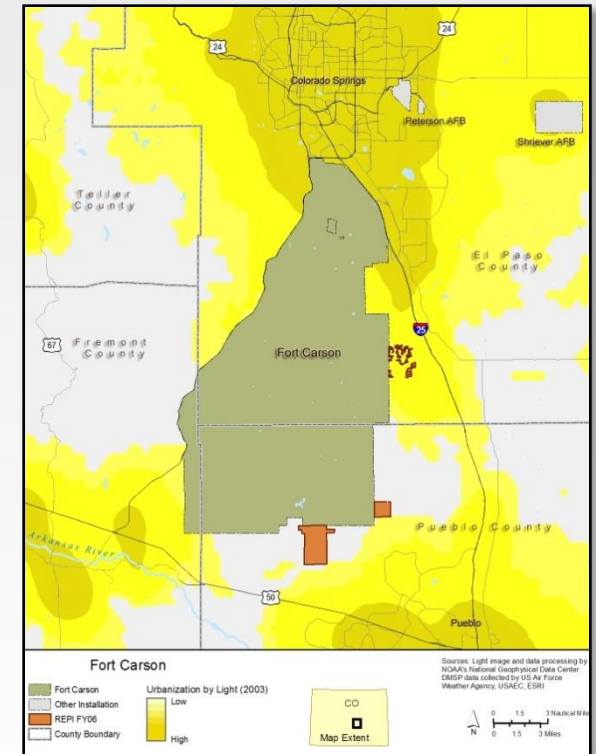 24
24
Colorado Springs
Peterson AFB
Shriever AFB
Teller
County
El Paso
County
67
Fremont
County
25
Fort Carson
Pueblo County
Arkansas River
50
Pueblo
Fort Carson
Fort Carson
Other Installation
REPI FY06
County Boundary
Urbanization by Light (2003)
Low
High
CO
Map Extent
Sources: Light image and data processing by
NOAA's National Geophysical Data Center.
DMSP data collected by US Air Force
Weather Agency, USAEC, ESRI
N
0 1.5 3 Nautical Mile
0 1.5 3 Miles